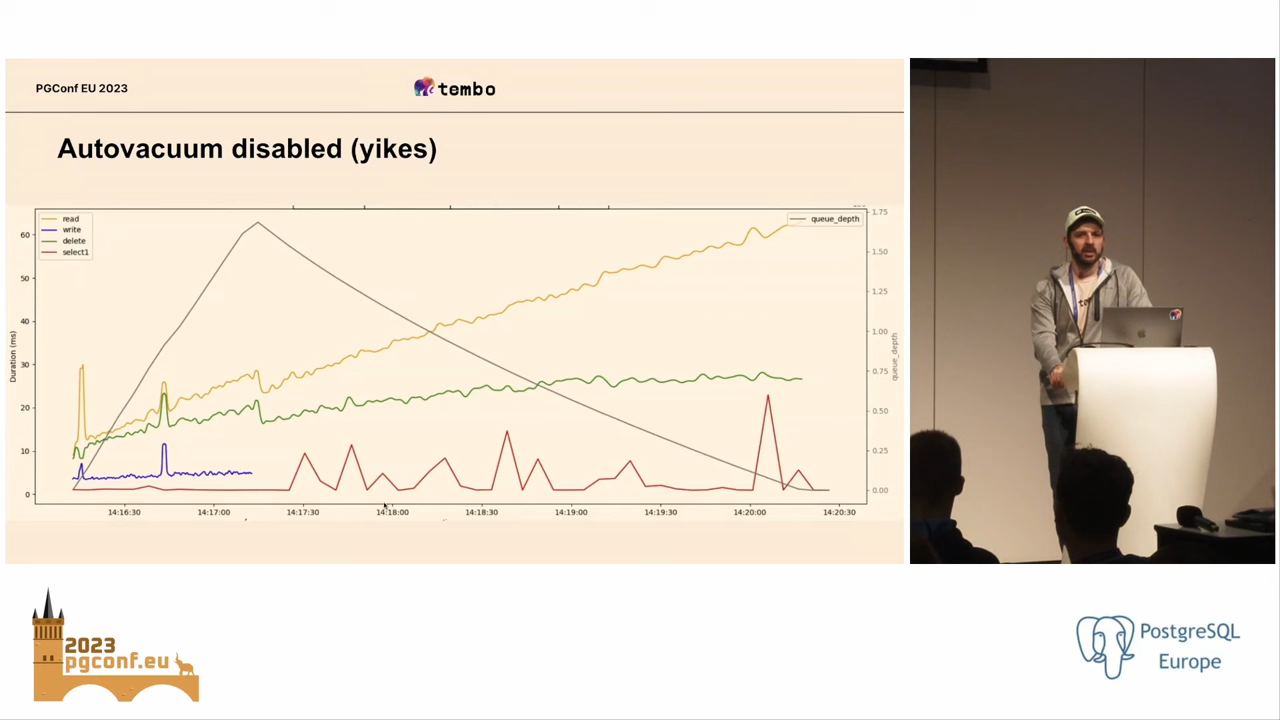 PGConf EU 2023
tembo
Autovacuum disabled (yikes)
read
write
delete
select1
queue_depth
Duration (ms)
60
50
40
30
20
10
0
1.75
1.50
1.25
1.00
0.75
0.50
0.25
0.00
queue_depth
14:16:30
14:17:00
14:17:30
14:18:00
14:18:30
14:19:00
14:19:30
14:20:00
14:20:30
2023
pgconf.eu
PostgreSQL
Europe